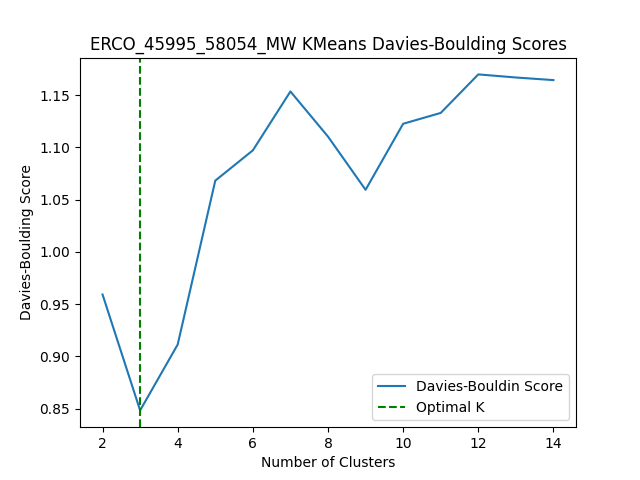 ERCO_45995_58054_MW KMeans Davies-Boulding Scores
Davies-Boulding Score
1.15
1.10
1.05
1.00
0.95
0.90
0.85
2 4 6 8 10 12 14
Number of Clusters
Davies-Bouldin Score
Optimal K